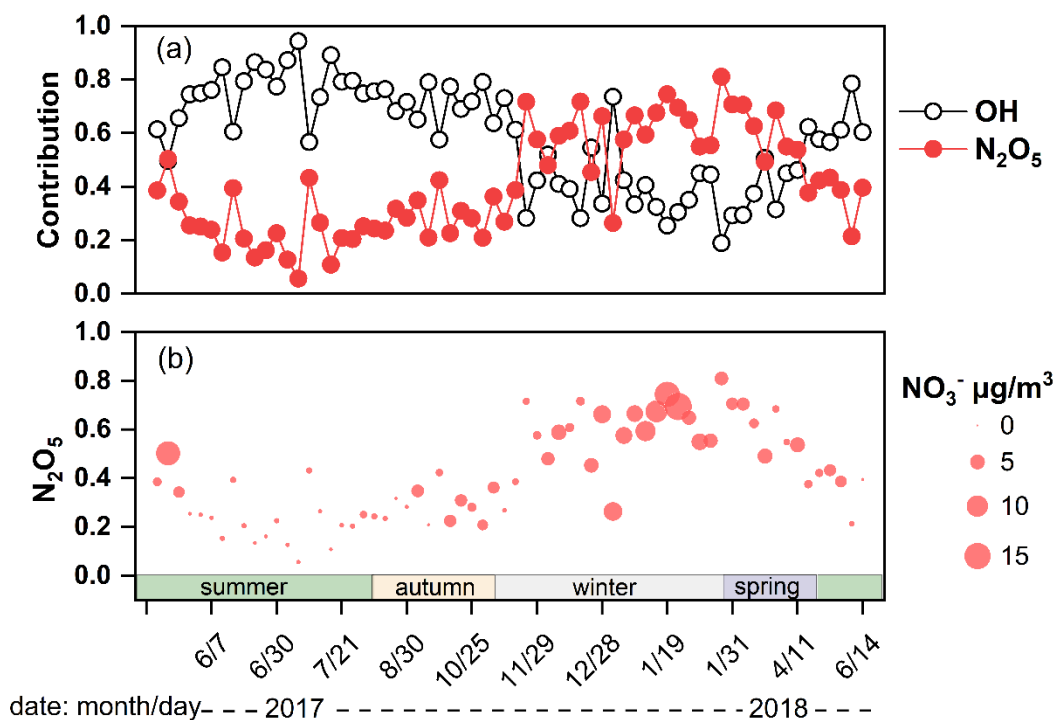 (a)
1.0
0.8
0.6
0.4
0.2
0.0
Contribution
OH
N₂O₅
(b)
1.0
0.8
0.6
0.4
0.2
0.0
N₂O₅
NO₃⁻ µg/m³
0
5
10
15
summer autumn winter spring
6/7 6/30 7/21 8/30 10/25 11/29 12/28 1/19 1/31 4/11 6/14
date: month/day 2017 2018